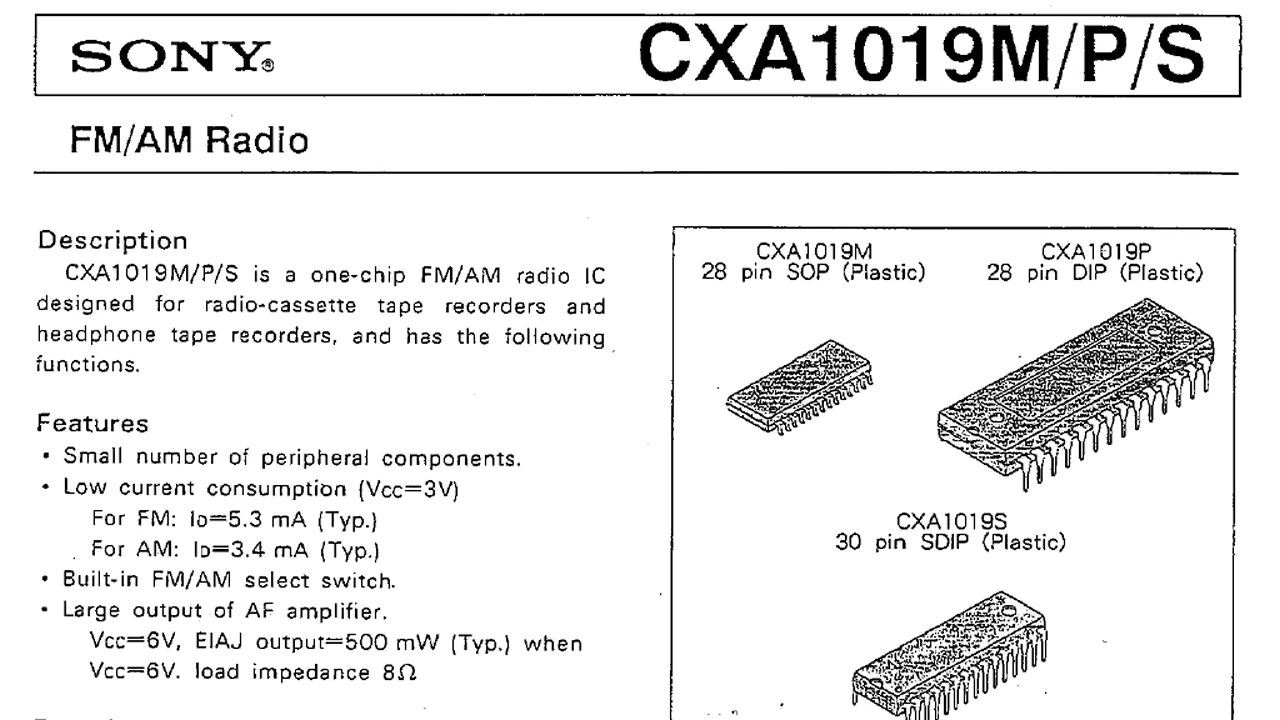 SONY®
CXA1019M/P/S
FM/AM Radio
Description
CXA1019M/P/S is a one-chip FM/AM radio IC
designed for radio-cassette tape recorders and
headphone tape recorders, and has the following
functions.
Features
• Small number of peripheral components.
• Low current consumption (Vcc=3V)
For FM: ID=5.3 mA (Typ.)
For AM: ID=3.4 mA (Typ.)
• Built-in FM/AM select switch.
• Large output of AF amplifier.
Vcc=6V, EIAJ output=500 mW (Typ.) when
Vcc=6V. load impedance 8Ω
CXA1019M
28 pin SOP (Plastic)
CXA1019P
28 pin DIP (Plastic)
CXA1019S
30 pin SDIP (Plastic)